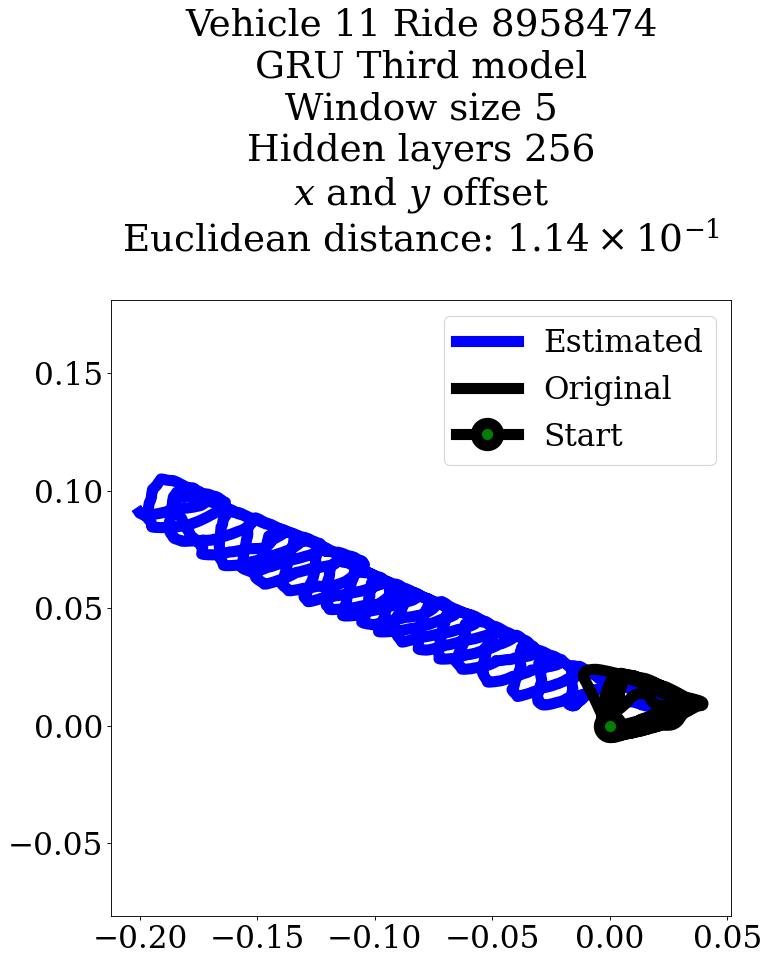 Vehicle 11 Ride 8958474
GRU Third model
Window size 5
Hidden layers 256
x and y offset
Euclidean distance: 1.14 × 10⁻¹
Estimated
Original
Start
0.15
0.10
0.05
0.00
−0.05
−0.20 −0.15 −0.10 −0.05 0.00 0.05